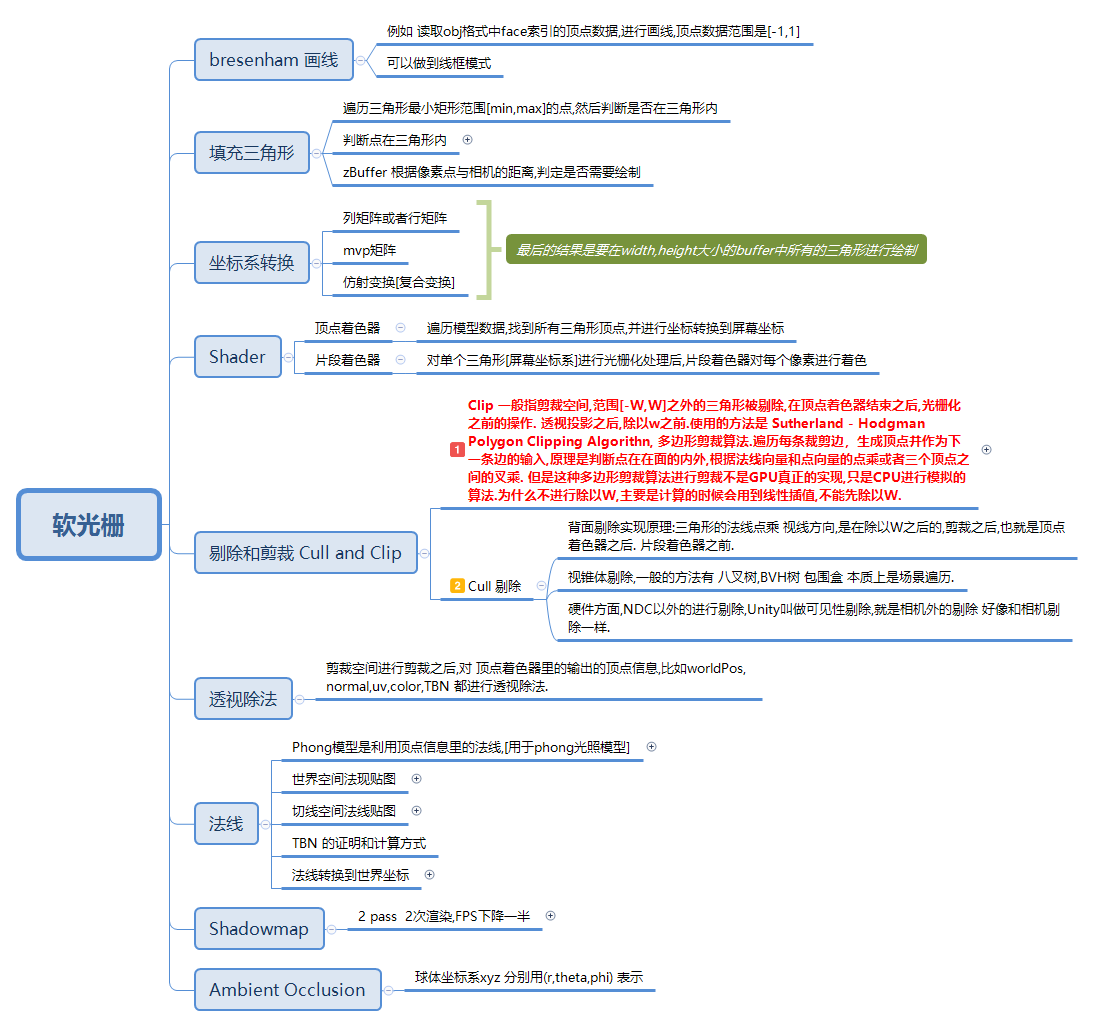 软光栅
bresenham 画线
例如 读取obj格式中face索引的顶点数据,进行画线,顶点数据范围是[-1,1]
可以做到线框模式
填充三角形
遍历三角形最小矩形范围[min,max]的点,然后判断是否在三角形内
判断点在三角形内
zBuffer 根据像素点与相机的距离,判定是否需要绘制
坐标系转换
列矩阵或者行矩阵
mvp矩阵
仿射变换[复合变换]
最后的结果是要在width,height大小的buffer中所有的三角形进行绘制
Shader
顶点着色器
遍历模型数据,找到所有三角形顶点,并进行坐标转换到屏幕坐标
片段着色器
对单个三角形[屏幕坐标系]进行光栅化处理后,片段着色器对每个像素进行着色
剔除和剪裁 Cull and Clip
1
Clip 一般指剪裁空间,范围[-W,W]之外的三角形被剔除,在顶点着色器结束之后,光栅化
之前的操作. 透视投影之后,除以w之前.使用的方法是 Sutherland - Hodgman
Polygon Clipping Algorithn, 多边形剪裁算法.遍历每条裁剪边，生成顶点并作为下
一条边的输入,原理是判断点在在面的内外,根据法线向量和点向量的点乘或者三个顶点之
间的叉乘. 但是这种多边形剪裁算法进行剪裁不是GPU真正的实现,只是CPU进行模拟的
算法.为什么不进行除以W,主要是计算的时候会用到线性插值,不能先除以W.
2 Cull 剔除
背面剔除实现原理:三角形的法线点乘 视线方向,是在除以W之后的,剪裁之后,也就是顶点
着色器之后. 片段着色器之前.
视锥体剔除,一般的方法有 八叉树,BVH树 包围盒 本质上是场景遍历.
硬件方面,NDC以外的进行剔除,Unity叫做可见性剔除,就是相机外的剔除 好像和相机剔
除一样.
透视除法
剪裁空间进行剪裁之后,对 顶点着色器里的输出的顶点信息,比如worldPos,
normal,uv,color,TBN 都进行透视除法.
法线
Phong模型是利用顶点信息里的法线,[用于phong光照模型]
世界空间法现贴图
切线空间法线贴图
TBN 的证明和计算方式
法线转换到世界坐标
Shadowmap
2 pass 2次渲染,FPS下降一半
Ambient Occlusion
球体坐标系xyz 分别用(r,theta,phi) 表示